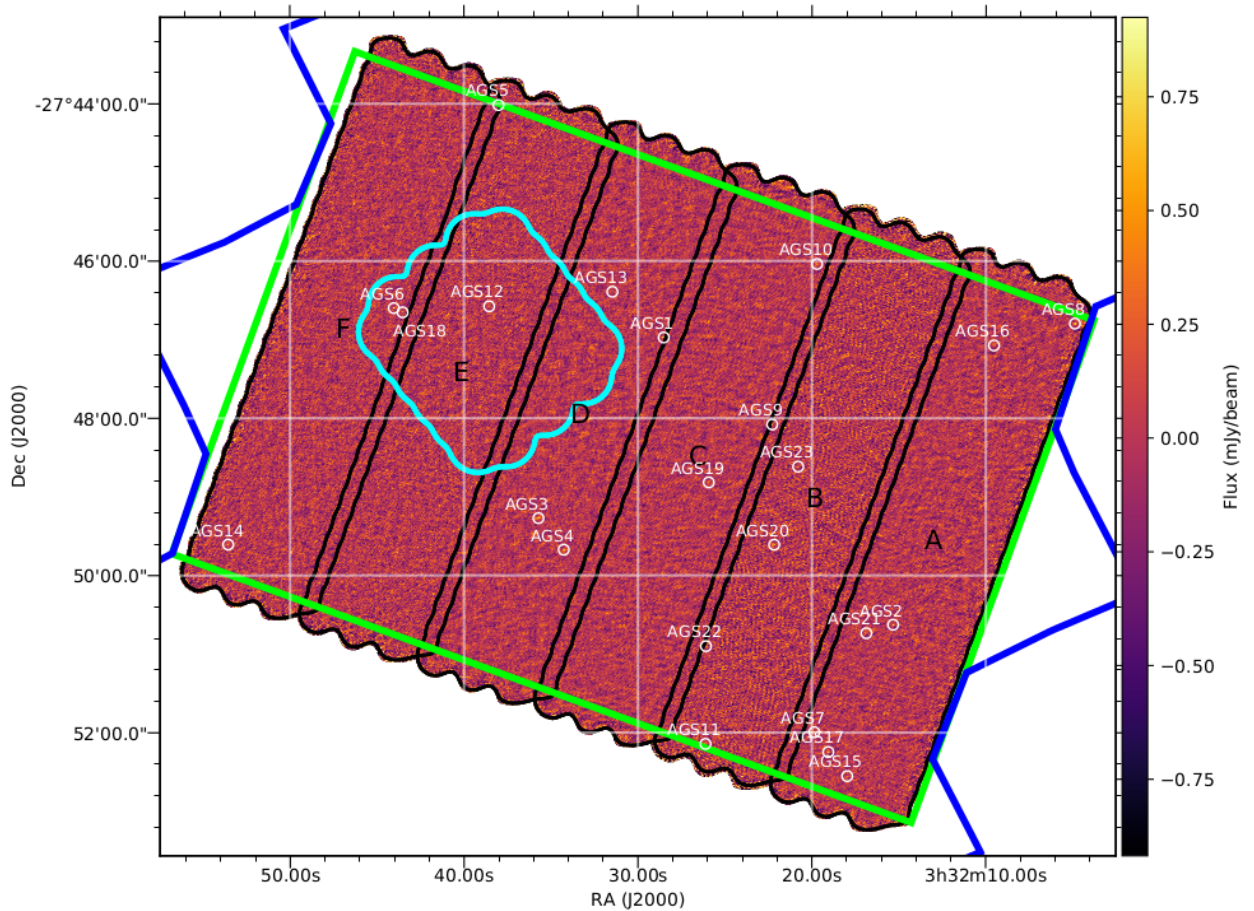 AGS5
-27°44'00.0"
0.75
0.50
AGS10
46'00.0"
AGS13
AGS6
AGS12
0.25
AGS8
AGS18
AGS1
AGS16
F
E
Dec (J2000)
Flux (mJy/beam)
0.00
D
AGS9
48'00.0"
C
AGS23
AGS19
B
AGS3
AGS14
AGS4
AGS20
A
−0.25
50'00.0"
AGS22
AGS21
AGS2
−0.50
AGS11
AGS7
52'00.0"
AGS17
AGS15
−0.75
50.00s
40.00s
30.00s
20.00s
3h32m10.00s
RA (J2000)